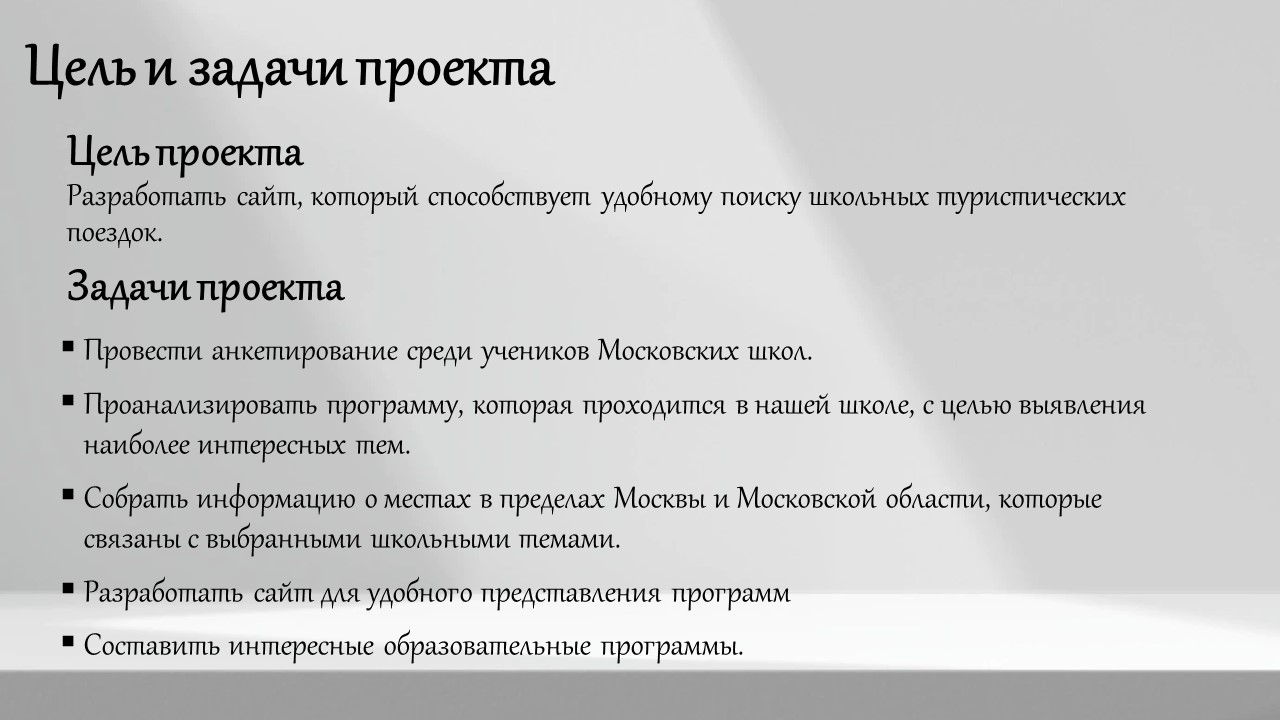 Цель и задачи проекта
Цель проекта
Разработать сайт, который способствует удобному поиску школьных туристических
поездок.
Задачи проекта
▪ Провести анкетирование среди учеников Московских школ.
▪ Проанализировать программу, которая проходится в нашей школе, с целью выявления
наиболее интересных тем.
▪ Собрать информацию о местах в пределах Москвы и Московской области, которые
связаны с выбранными школьными темами.
▪ Разработать сайт для удобного представления программ
▪ Составить интересные образовательные программы.